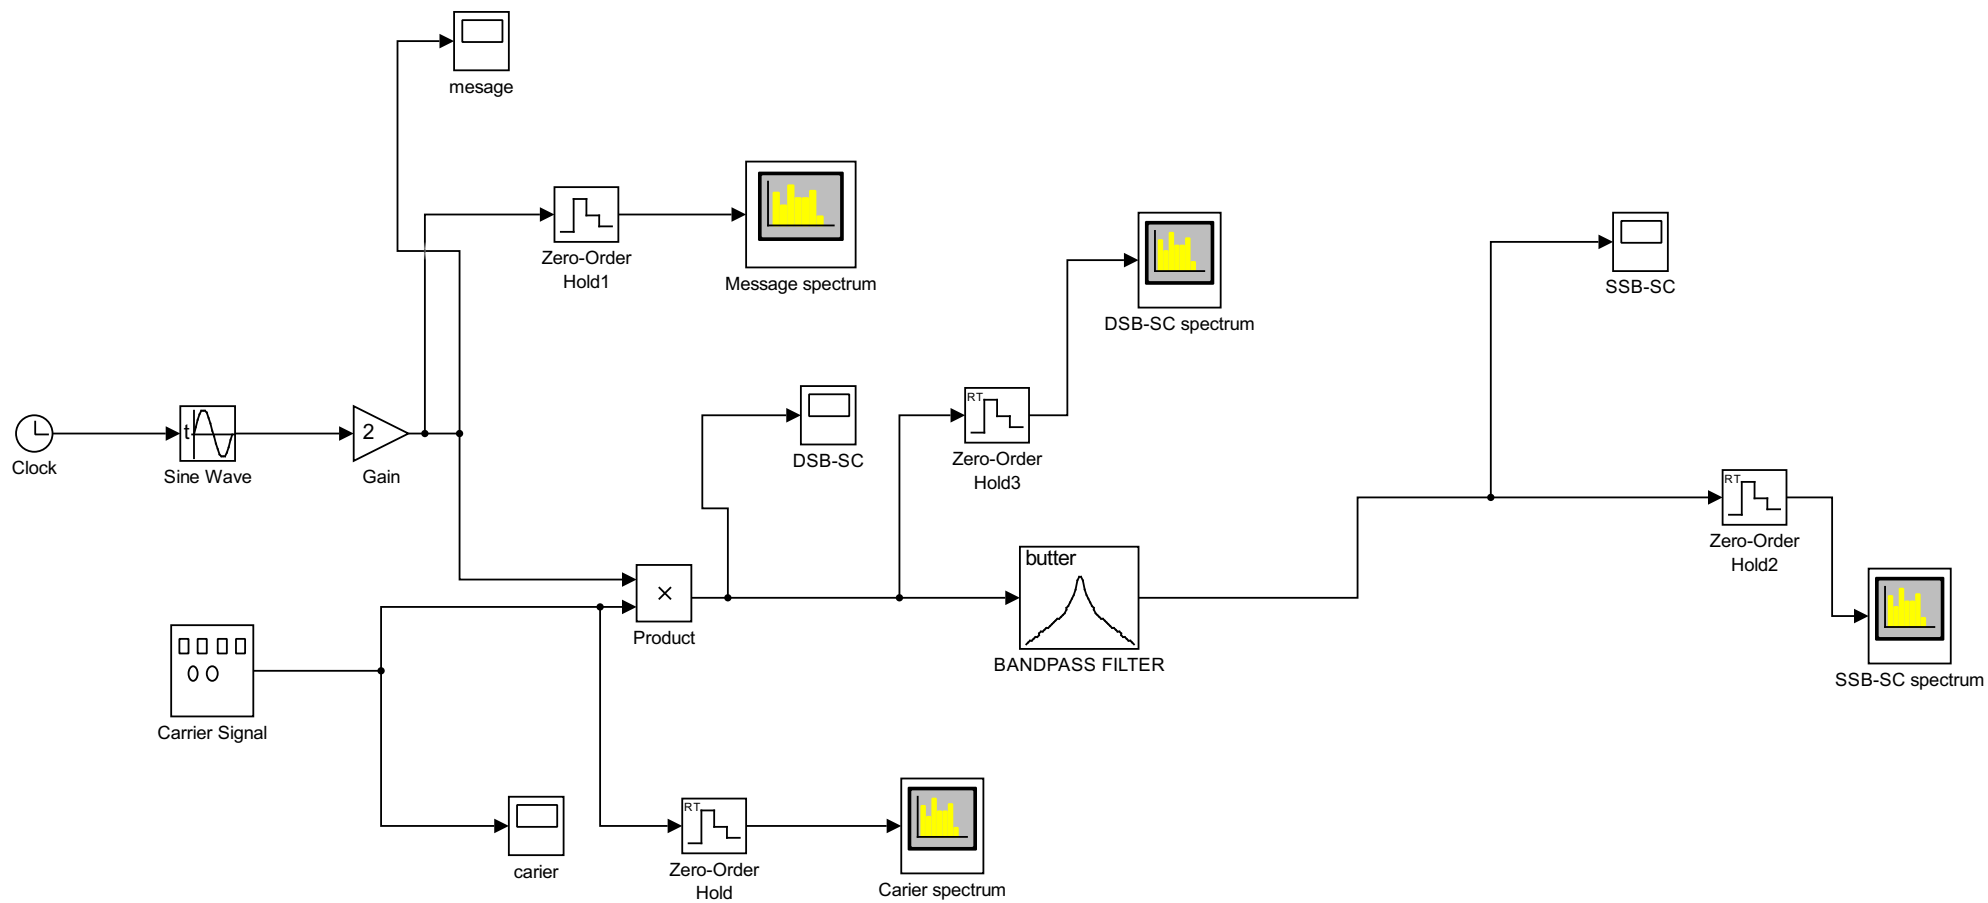 mesage
Zero-Order
Hold1
Message spectrum
DSB-SC spectrum
SSB-SC
t
2
Clock
Sine Wave
Gain
DSB-SC
RT
Zero-Order
Hold3
RT
Zero-Order
Hold2
butter
×
Product
BANDPASS FILTER
SSB-SC spectrum
Carrier Signal
carier
RT
Zero-Order
Hold
Carier spectrum